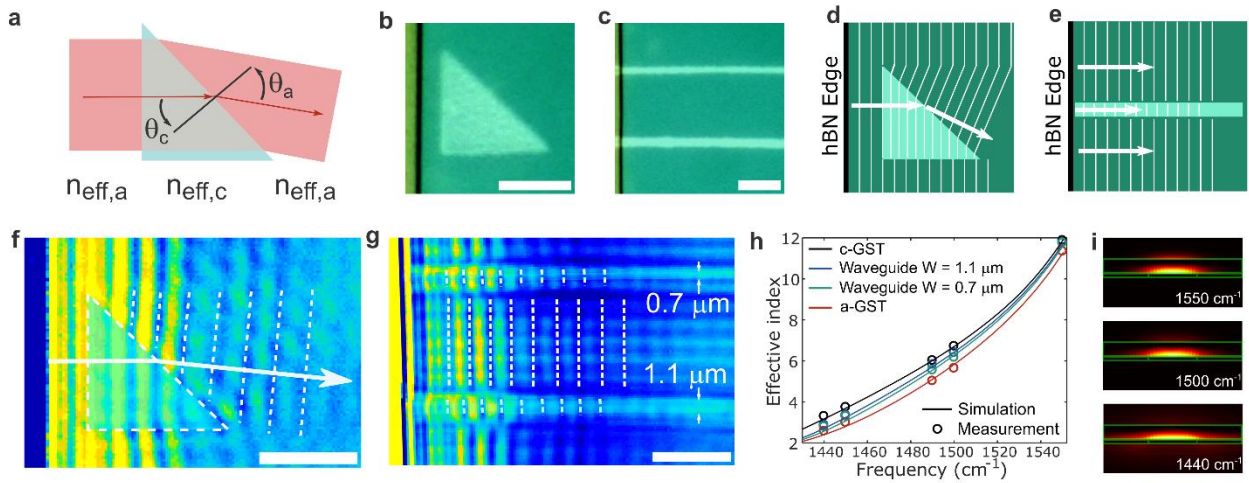 a
θc
θa
neff,a
neff,c
neff,a
b
c
d
hBN Edge
e
hBN Edge
f
g
0.7 μm
1.1 μm
h
Effective index
12
10
8
6
4
2
c-GST
Waveguide W = 1.1 μm
Waveguide W = 0.7 μm
a-GST
Simulation
Measurement
1440 1460 1480 1500 1520 1540
Frequency (cm-1)
i
1550 cm-1
1500 cm-1
1440 cm-1